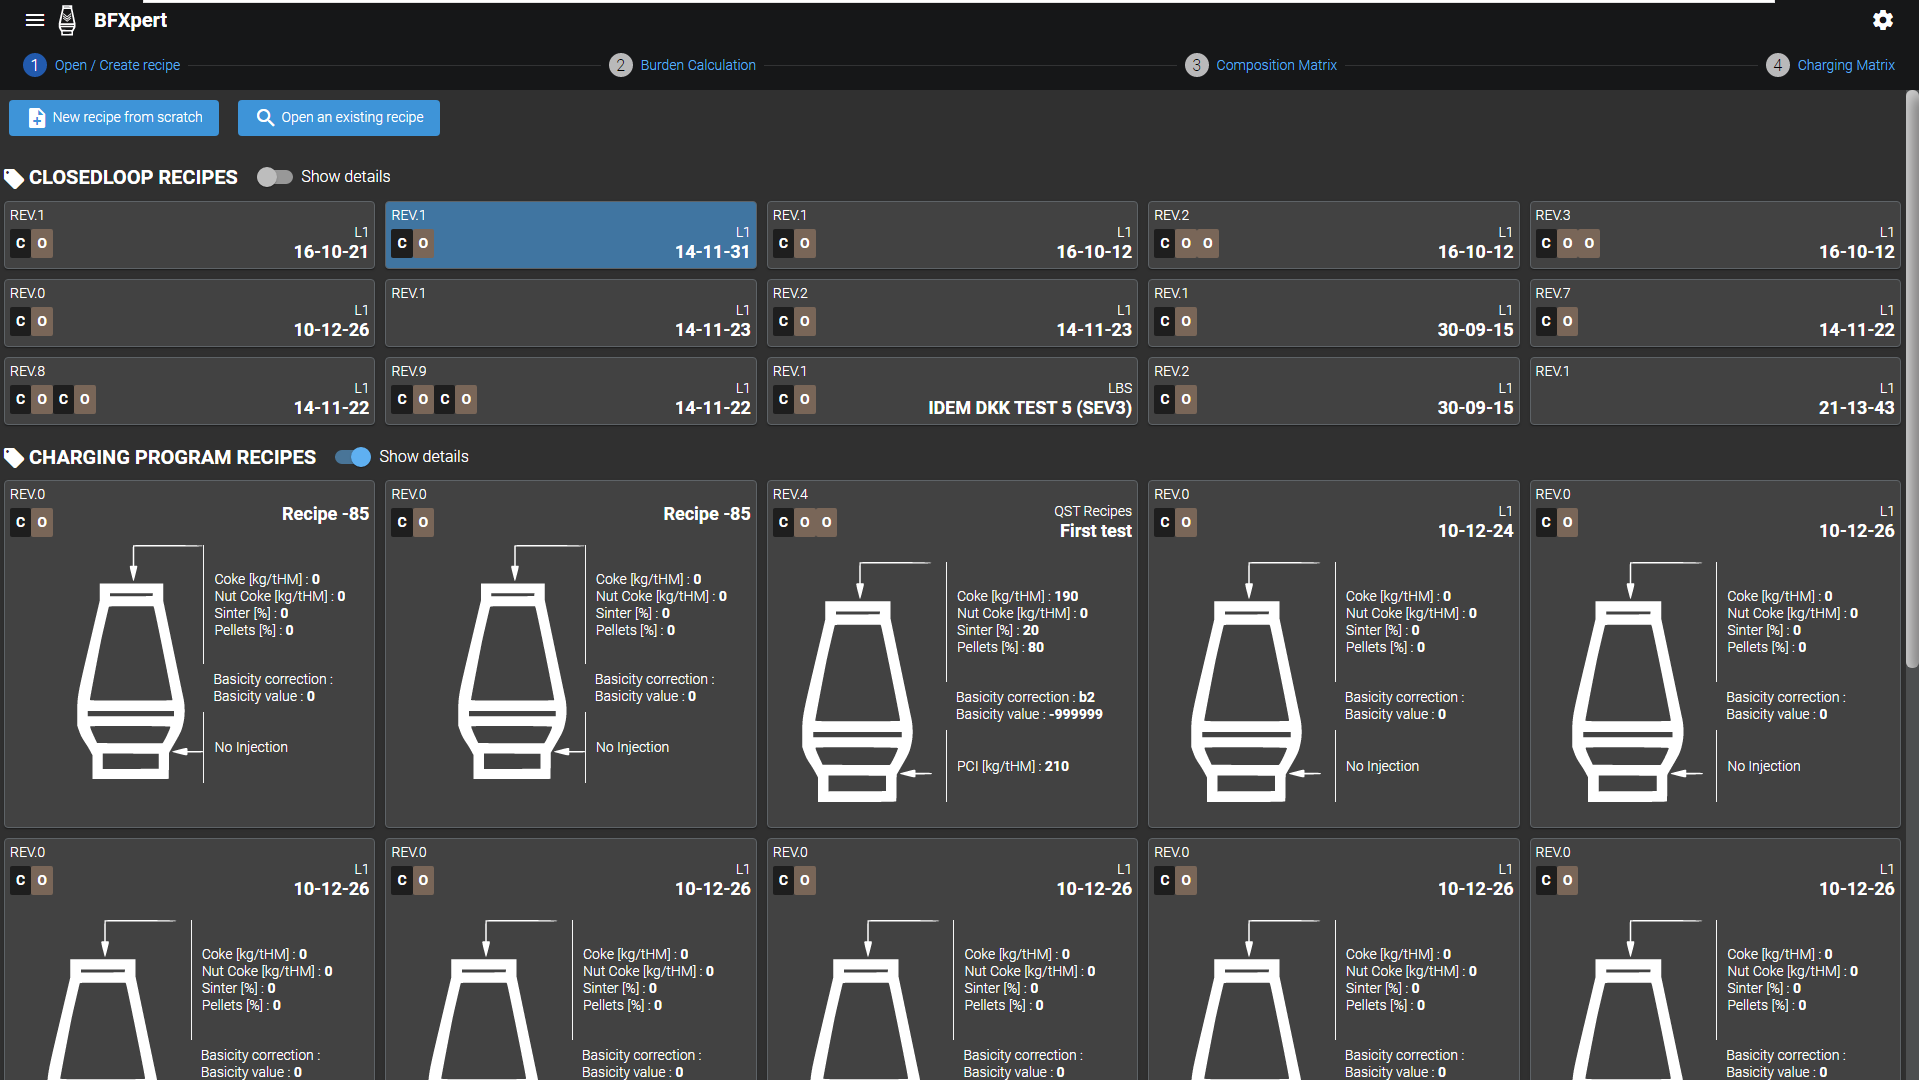 BFXpert
1 Open / Create recipe
2 Burden Calculation
3 Composition Matrix
4 Charging Matrix
New recipe from scratch
Open an existing recipe
CLOSEDLOOP RECIPES
Show details
REV.1
C O
L1
16-10-21
REV.1
C O
L1
14-11-31
REV.1
C O
L1
16-10-12
REV.2
C O O
L1
16-10-12
REV.3
C O O
L1
16-10-12
REV.0
C O
L1
10-12-26
REV.1
L1
14-11-23
REV.2
C O
L1
14-11-23
REV.1
C O
L1
30-09-15
REV.7
C O
L1
14-11-22
REV.8
C O C O
L1
14-11-22
REV.9
C O C O
L1
14-11-22
REV.1
C O
LBS
IDEM DKK TEST 5 (SEV3)
REV.2
C O
L1
30-09-15
REV.1
L1
21-13-43
CHARGING PROGRAM RECIPES
Show details
REV.0
C O
Recipe -85
Coke [kg/tHM] : 0
Nut Coke [kg/tHM] : 0
Sinter [%] : 0
Pellets [%] : 0
Basicity correction :
Basicity value : 0
No Injection
REV.0
C O
Recipe -85
Coke [kg/tHM] : 0
Nut Coke [kg/tHM] : 0
Sinter [%] : 0
Pellets [%] : 0
Basicity correction :
Basicity value : 0
No Injection
REV.4
C O O
QST Recipes
First test
Coke [kg/tHM] : 190
Nut Coke [kg/tHM] : 0
Sinter [%] : 20
Pellets [%] : 80
Basicity correction : b2
Basicity value : -999999
PCI [kg/tHM] : 210
REV.0
C O
L1
10-12-24
Coke [kg/tHM] : 0
Nut Coke [kg/tHM] : 0
Sinter [%] : 0
Pellets [%] : 0
Basicity correction :
Basicity value : 0
No Injection
REV.0
C O
L1
10-12-26
Coke [kg/tHM] : 0
Nut Coke [kg/tHM] : 0
Sinter [%] : 0
Pellets [%] : 0
Basicity correction :
Basicity value : 0
No Injection
REV.0
C O
L1
10-12-26
Coke [kg/tHM] : 0
Nut Coke [kg/tHM] : 0
Sinter [%] : 0
Pellets [%] : 0
Basicity correction :
Basicity value : 0
REV.0
C O
L1
10-12-26
Coke [kg/tHM] : 0
Nut Coke [kg/tHM] : 0
Sinter [%] : 0
Pellets [%] : 0
Basicity correction :
Basicity value : 0
REV.0
C O
L1
10-12-26
Coke [kg/tHM] : 0
Nut Coke [kg/tHM] : 0
Sinter [%] : 0
Pellets [%] : 0
Basicity correction :
Basicity value : 0
REV.0
C O
L1
10-12-26
Coke [kg/tHM] : 0
Nut Coke [kg/tHM] : 0
Sinter [%] : 0
Pellets [%] : 0
Basicity correction :
Basicity value : 0
REV.0
C O
L1
10-12-26
Coke [kg/tHM] : 0
Nut Coke [kg/tHM] : 0
Sinter [%] : 0
Pellets [%] : 0
Basicity correction :
Basicity value : 0